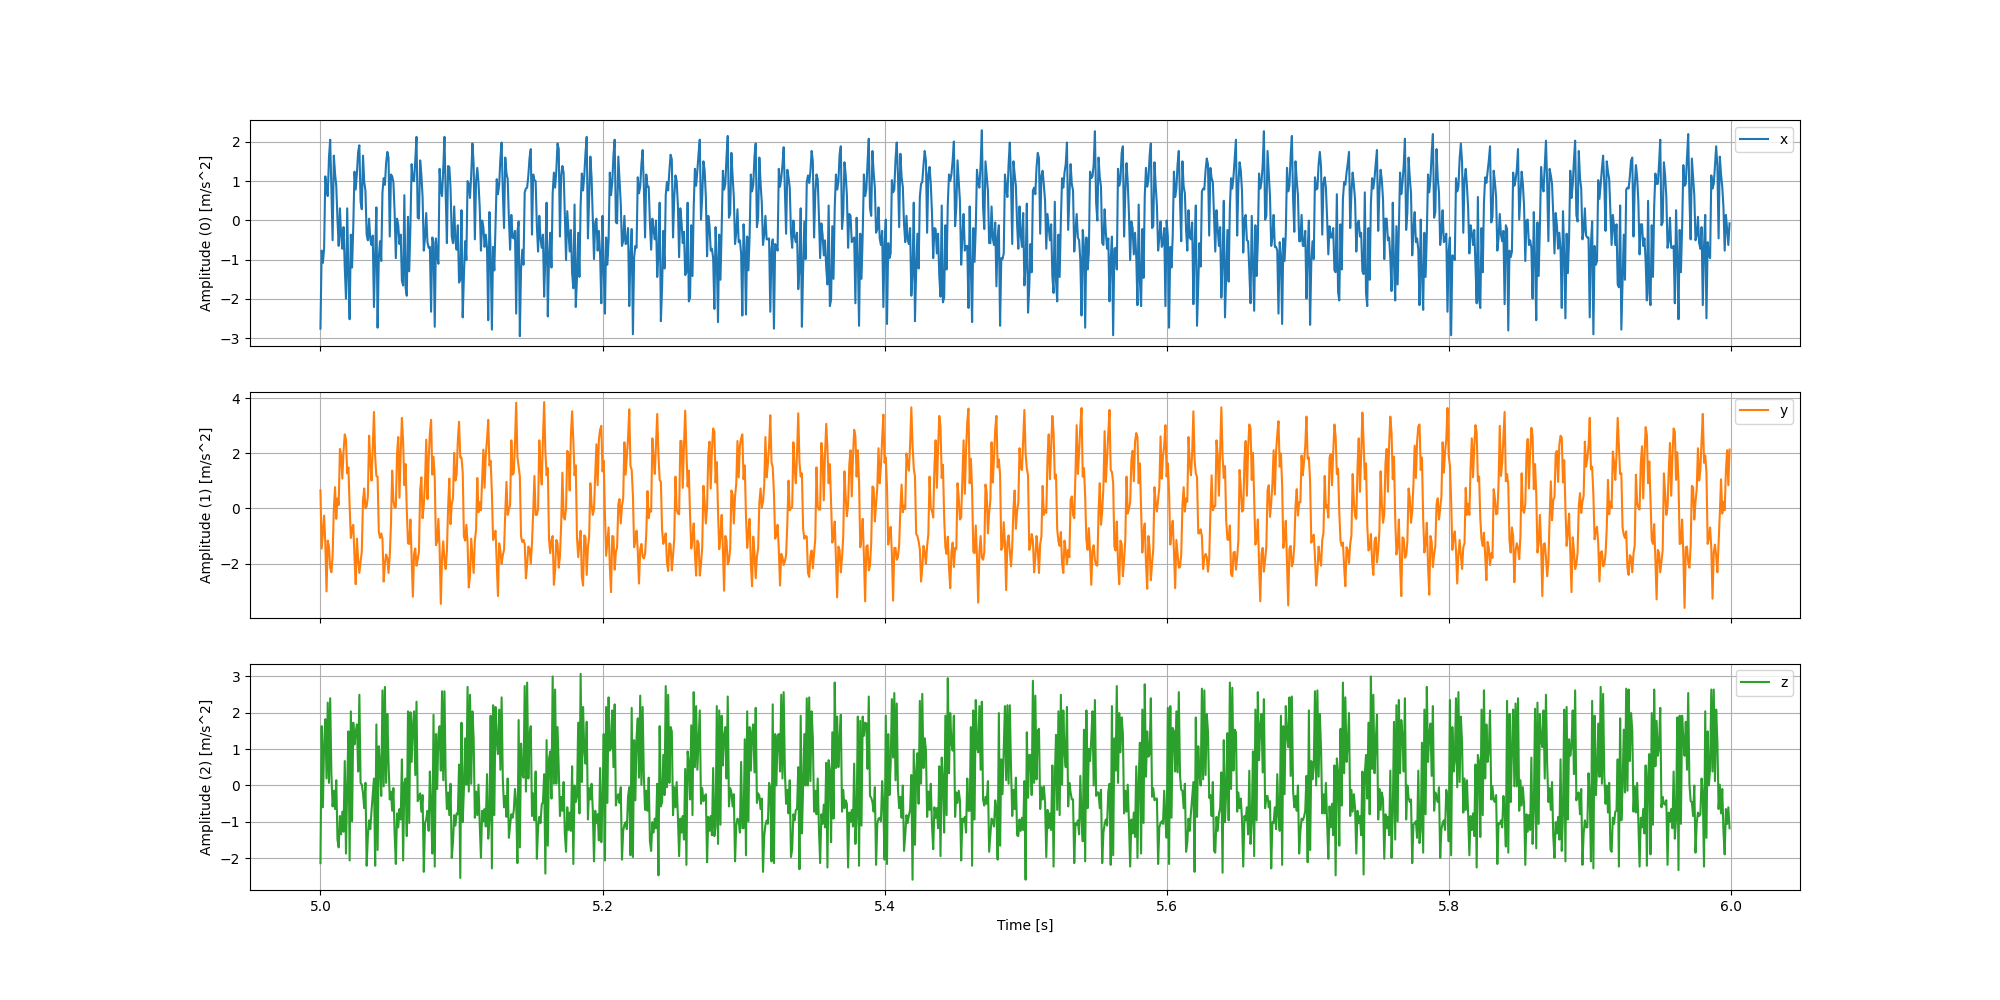 Amplitude (0) [m/s^2]
2
1
0
−1
−2
−3
x
Amplitude (1) [m/s^2]
4
2
0
−2
y
Amplitude (2) [m/s^2]
3
2
1
0
−1
−2
z
5.0 5.2 5.4 5.6 5.8 6.0
Time [s]